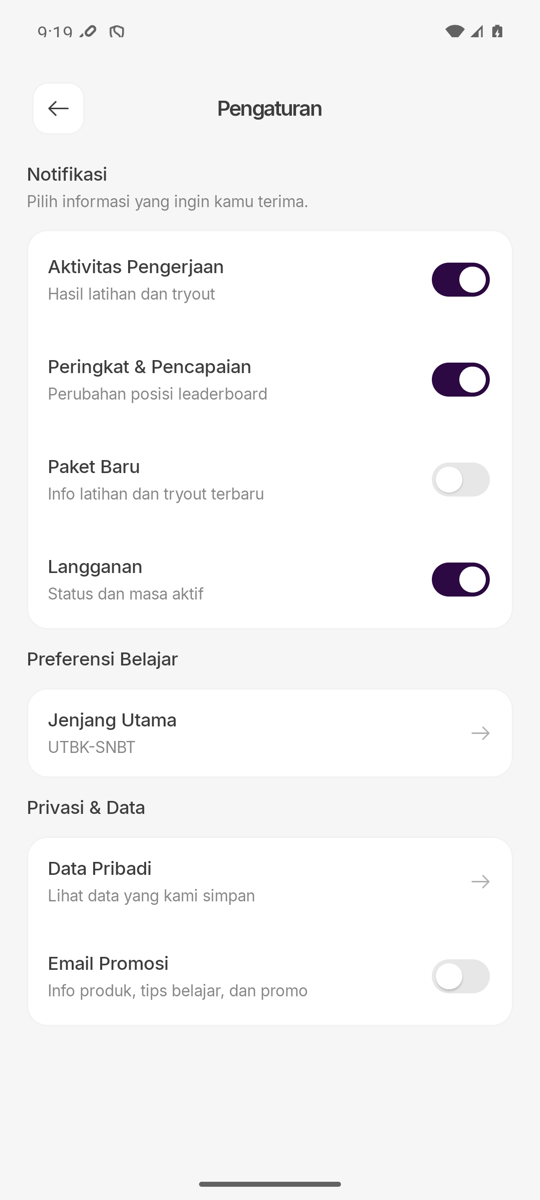 9:19
Pengaturan
Notifikasi
Pilih informasi yang ingin kamu terima.
Aktivitas Pengerjaan
Hasil latihan dan tryout
Peringkat & Pencapaian
Perubahan posisi leaderboard
Paket Baru
Info latihan dan tryout terbaru
Langganan
Status dan masa aktif
Preferensi Belajar
Jenjang Utama
UTBK-SNBT
Privasi & Data
Data Pribadi
Lihat data yang kami simpan
Email Promosi
Info produk, tips belajar, dan promo